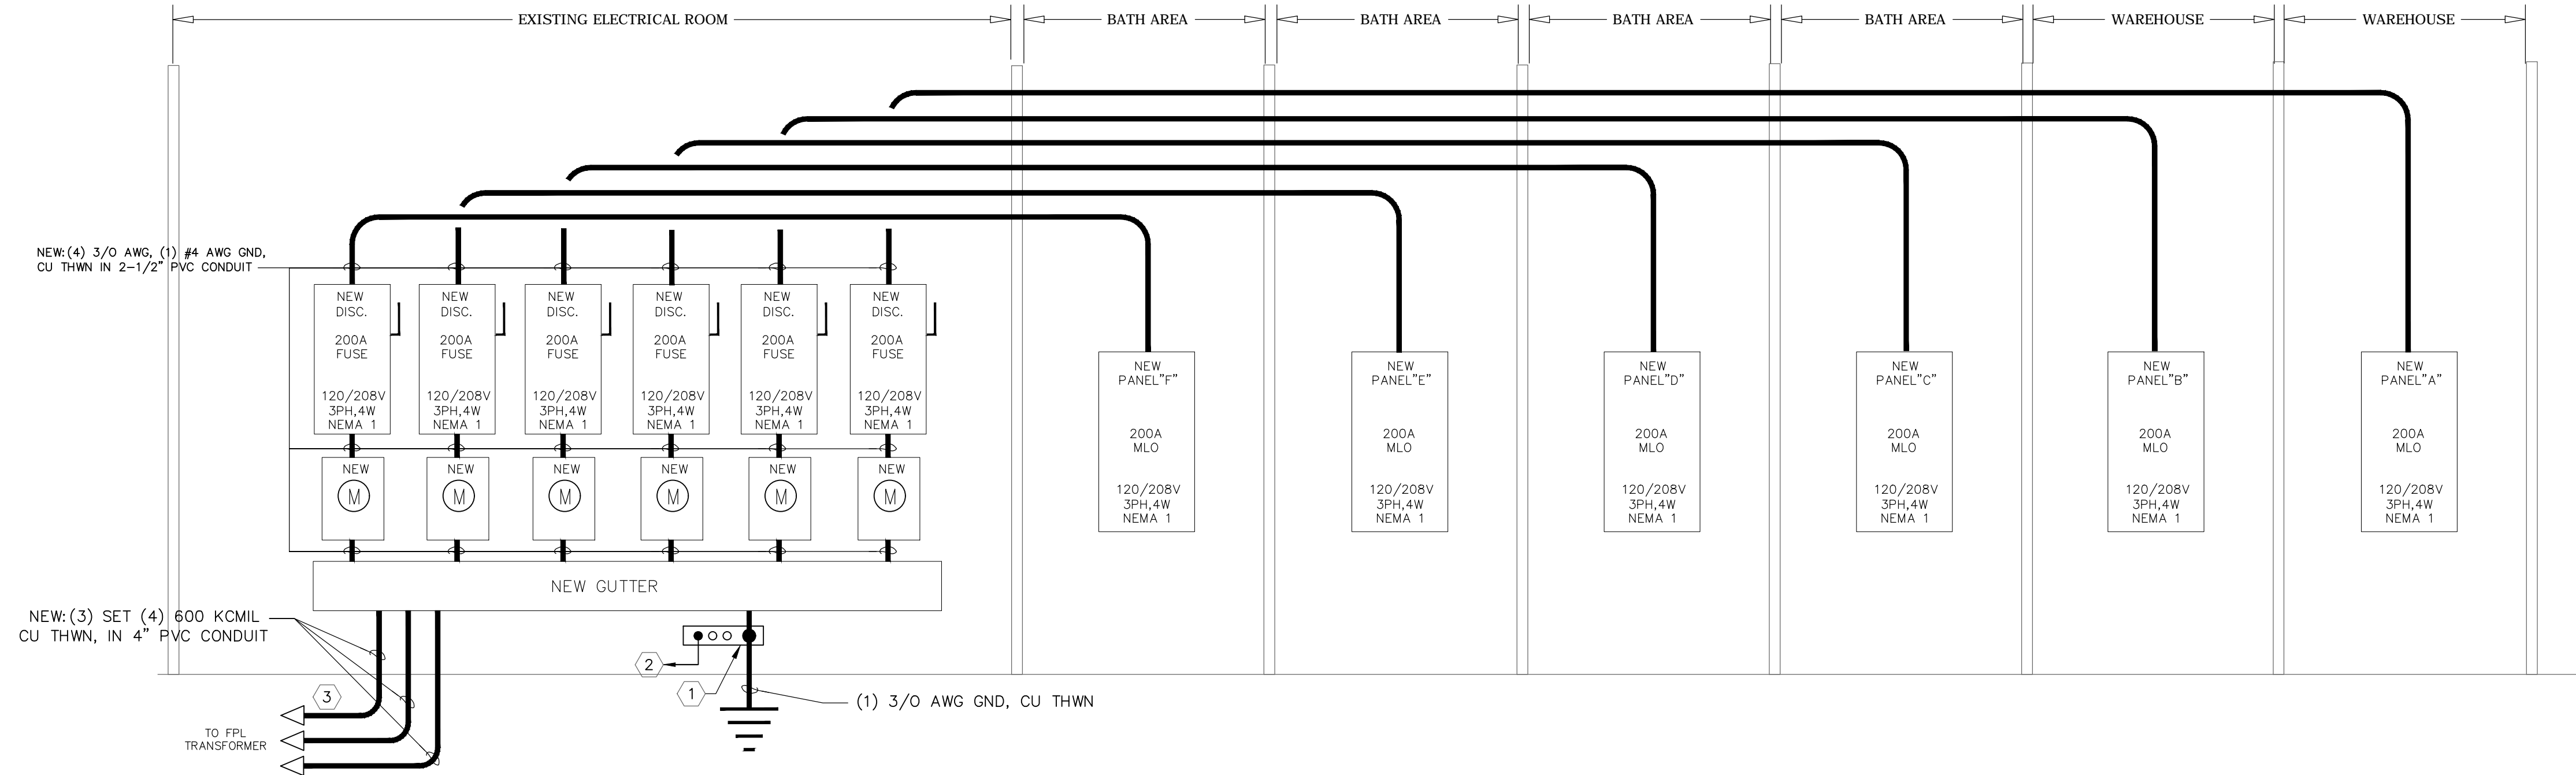 EXISTING ELECTRICAL ROOM
BATH AREA
BATH AREA
BATH AREA
BATH AREA
WAREHOUSE
WAREHOUSE
NEW:(4) 3/0 AWG, (1) #4 AWG GND,
CU THWN IN 2-1/2" PVC CONDUIT
NEW
DISC.
200A
FUSE
120/208V
3PH,4W
NEMA 1
NEW
DISC.
200A
FUSE
120/208V
3PH,4W
NEMA 1
NEW
DISC.
200A
FUSE
120/208V
3PH,4W
NEMA 1
NEW
DISC.
200A
FUSE
120/208V
3PH,4W
NEMA 1
NEW
DISC.
200A
FUSE
120/208V
3PH,4W
NEMA 1
NEW
DISC.
200A
FUSE
120/208V
3PH,4W
NEMA 1
NEW
M
NEW
M
NEW
M
NEW
M
NEW
M
NEW
M
NEW GUTTER
NEW
PANEL"F"
200A
MLO
120/208V
3PH,4W
NEMA 1
NEW
PANEL"E"
200A
MLO
120/208V
3PH,4W
NEMA 1
NEW
PANEL"D"
200A
MLO
120/208V
3PH,4W
NEMA 1
NEW
PANEL"C"
200A
MLO
120/208V
3PH,4W
NEMA 1
NEW
PANEL"B"
200A
MLO
120/208V
3PH,4W
NEMA 1
NEW
PANEL"A"
200A
MLO
120/208V
3PH,4W
NEMA 1
NEW:(3) SET (4) 600 KCMIL
CU THWN, IN 4" PVC CONDUIT
2
1
3
(1) 3/0 AWG GND, CU THWN
TO FPL
TRANSFORMER